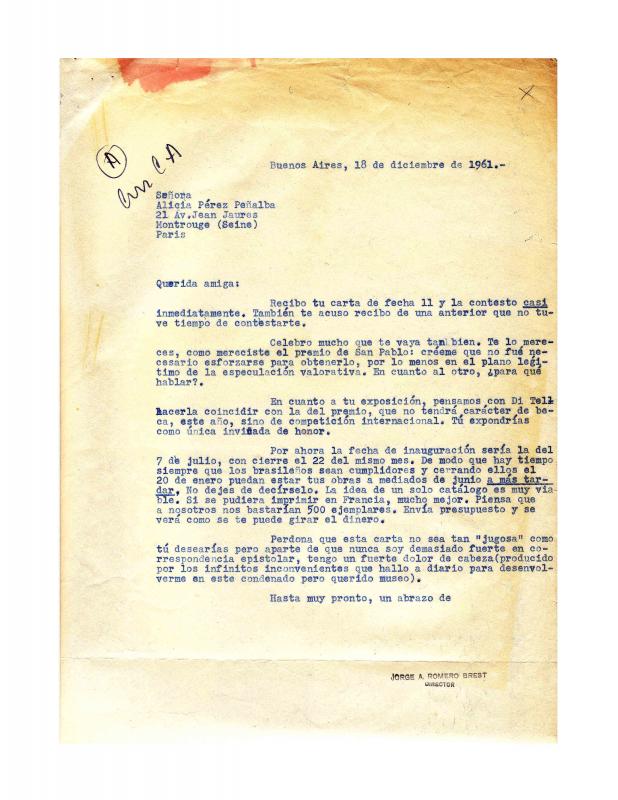 A
CA
Buenos Aires, 18 de diciembre de 1961.-
Señora
Alicia Pérez Peñalba
21 Av.Jean Jaures
Montrouge (Seine)
Paris
Querida amiga:
Recibo tu carta de fecha 11 y la contesto casi
inmediatamente. También te acuso recibo de una anterior que no tu-
ve tiempo de contestarte.
Celebro mucho que te vaya tan bien. Te lo mere-
ces, como mereciste el premio de San Pablo: créeme que no fué ne-
cesario esforzarse para obtenerlo, por lo menos en el plano legí-
timo de la especulación valorativa. En cuanto al otro, ¿para qué
hablar?.
En cuanto a tu exposición, pensamos con Di Tell
hacerla coincidir con la del premio, que no tendrá carácter de be-
ca, este año, sino de competición internacional. Tú expondrías
como única invitada de honor.
Por ahora la fecha de inauguración sería la del
7 de julio, con cierre el 22 del mismo mes. De modo que hay tiempo
siempre que los brasileños sean cumplidores y cerrando ellos el
20 de enero puedan estar tus obras a mediados de junio a más tar-
dar. No dejes de decírselo. La idea de un solo catálogo es muy via-
ble. Si se pudiera imprimir en Francia, mucho mejor. Piensa que
a nosotros nos bastarían 500 ejemplares. Envía presupuesto y se
verá como se te puede girar el dinero.
Perdona que esta carta no sea tan "jugosa" como
tú desearías pero aparte de que nunca soy demasiado fuerte en co-
rrespondencia epistolar, tengo un fuerte dolor de cabeza(producido
por los infinitos inconvenientes que hallo a diario para desenvol-
verme en este condenado pero querido museo).
Hasta muy pronto, un abrazo de
JORGE A. ROMERO BREST
DIRECTOR